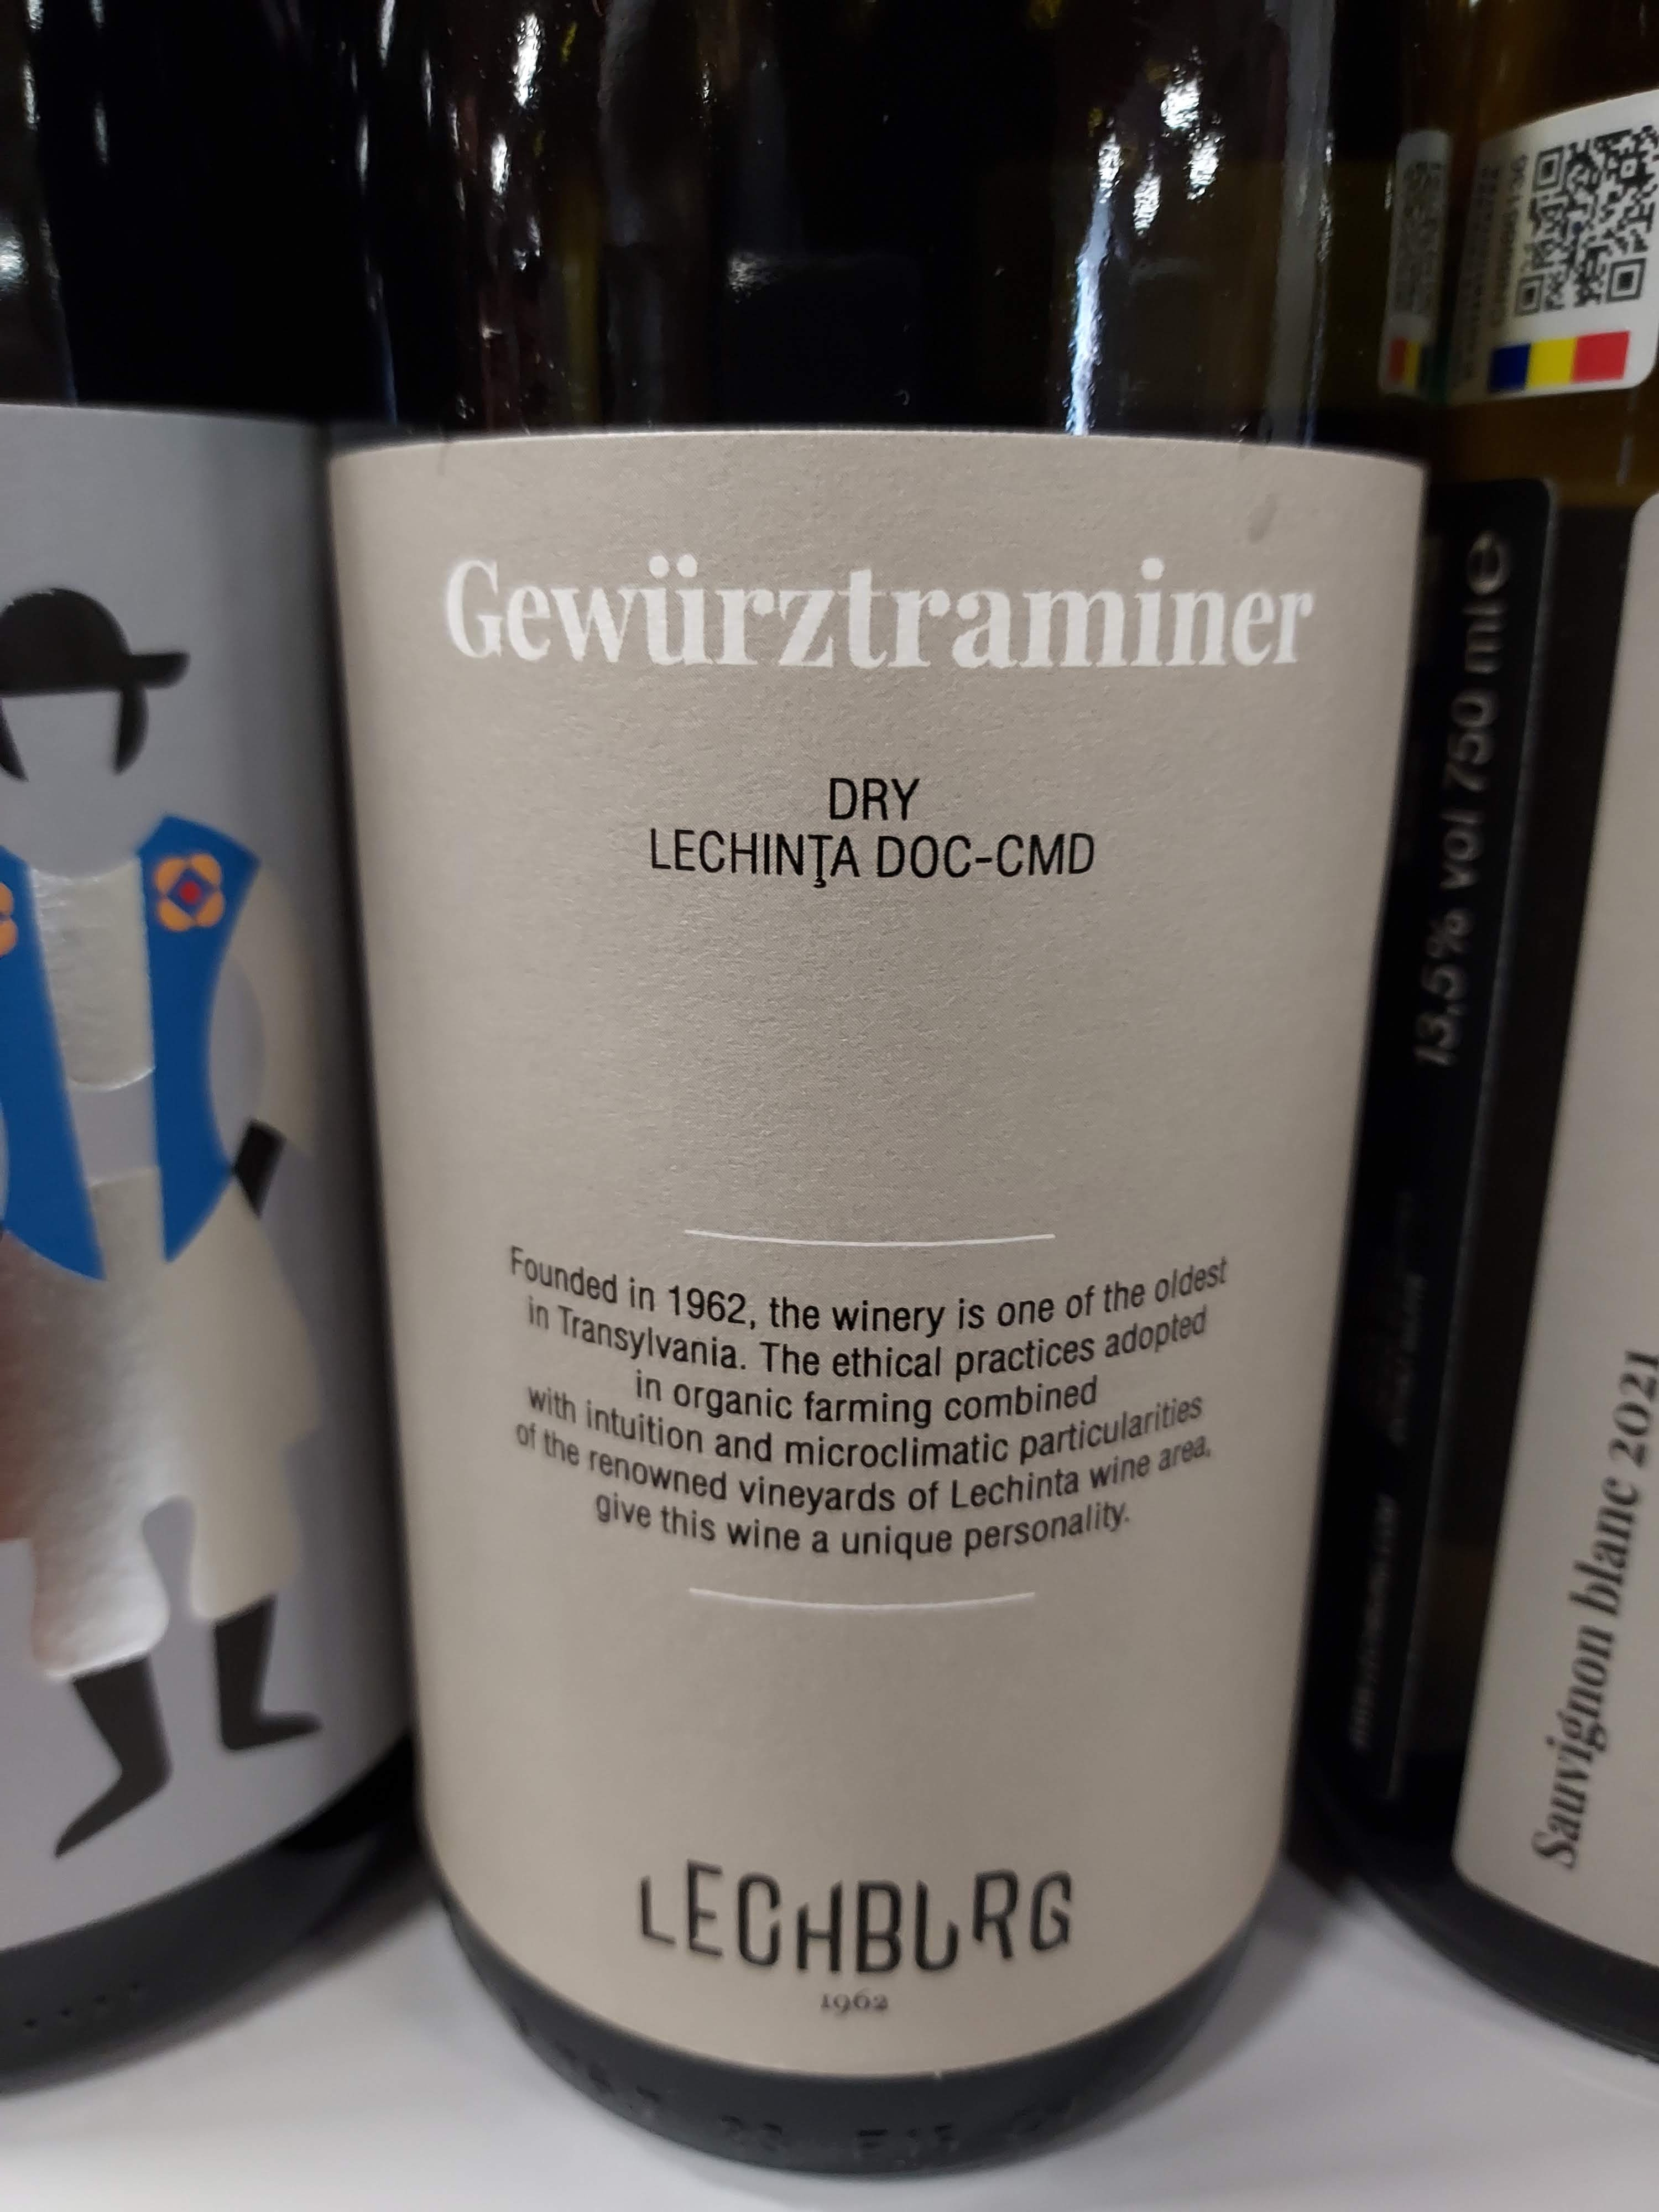 Gewürztraminer
DRY
LECHINŢA DOC-CMD
Founded in 1962, the winery is one of the oldest
in Transylvania. The ethical practices adopted
in organic farming combined
with intuition and microclimatic particularities
of the renowned vineyards of Lechinta wine area,
give this wine a unique personality.
LECHBURG
1962
13,5% vol 750 ml e
Sauvignon blanc 2021